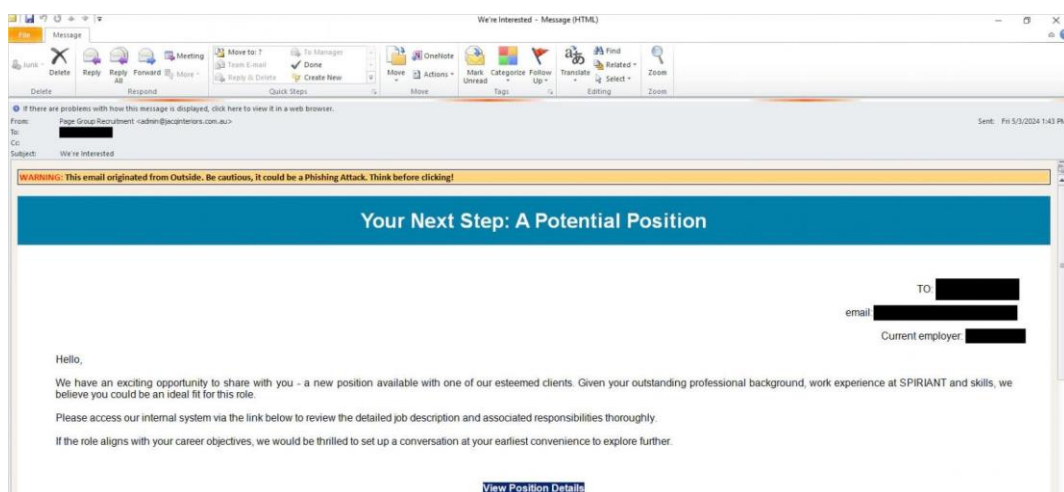 We're Interested - Message (HTML)
File Message
Junk
Delete
Reply
Reply All
Forward
Meeting
More
Move to: ?
Team E-mail
Reply & Delete
To Manager
Done
Create New
Move
OneNote
Actions
Mark Unread
Categorize
Follow Up
Translate
Find
Related
Select
Zoom
Delete Respond Quick Steps Move Tags Editing Zoom
If there are problems with how this message is displayed, click here to view it in a web browser.
From: Page Group Recruitment <admin@jacqinteriors.com.au> Sent: Fri 5/3/2024 1:43 PM
To:
Cc:
Subject: We're Interested
WARNING: This email originated from Outside. Be cautious, it could be a Phishing Attack. Think before clicking!
Your Next Step: A Potential Position
TO:
email:
Current employer:
Hello,
We have an exciting opportunity to share with you - a new position available with one of our esteemed clients. Given your outstanding professional background, work experience at SPIRIANT and skills, we
believe you could be an ideal fit for this role.
Please access our internal system via the link below to review the detailed job description and associated responsibilities thoroughly.
If the role aligns with your career objectives, we would be thrilled to set up a conversation at your earliest convenience to explore further.
View Position Details